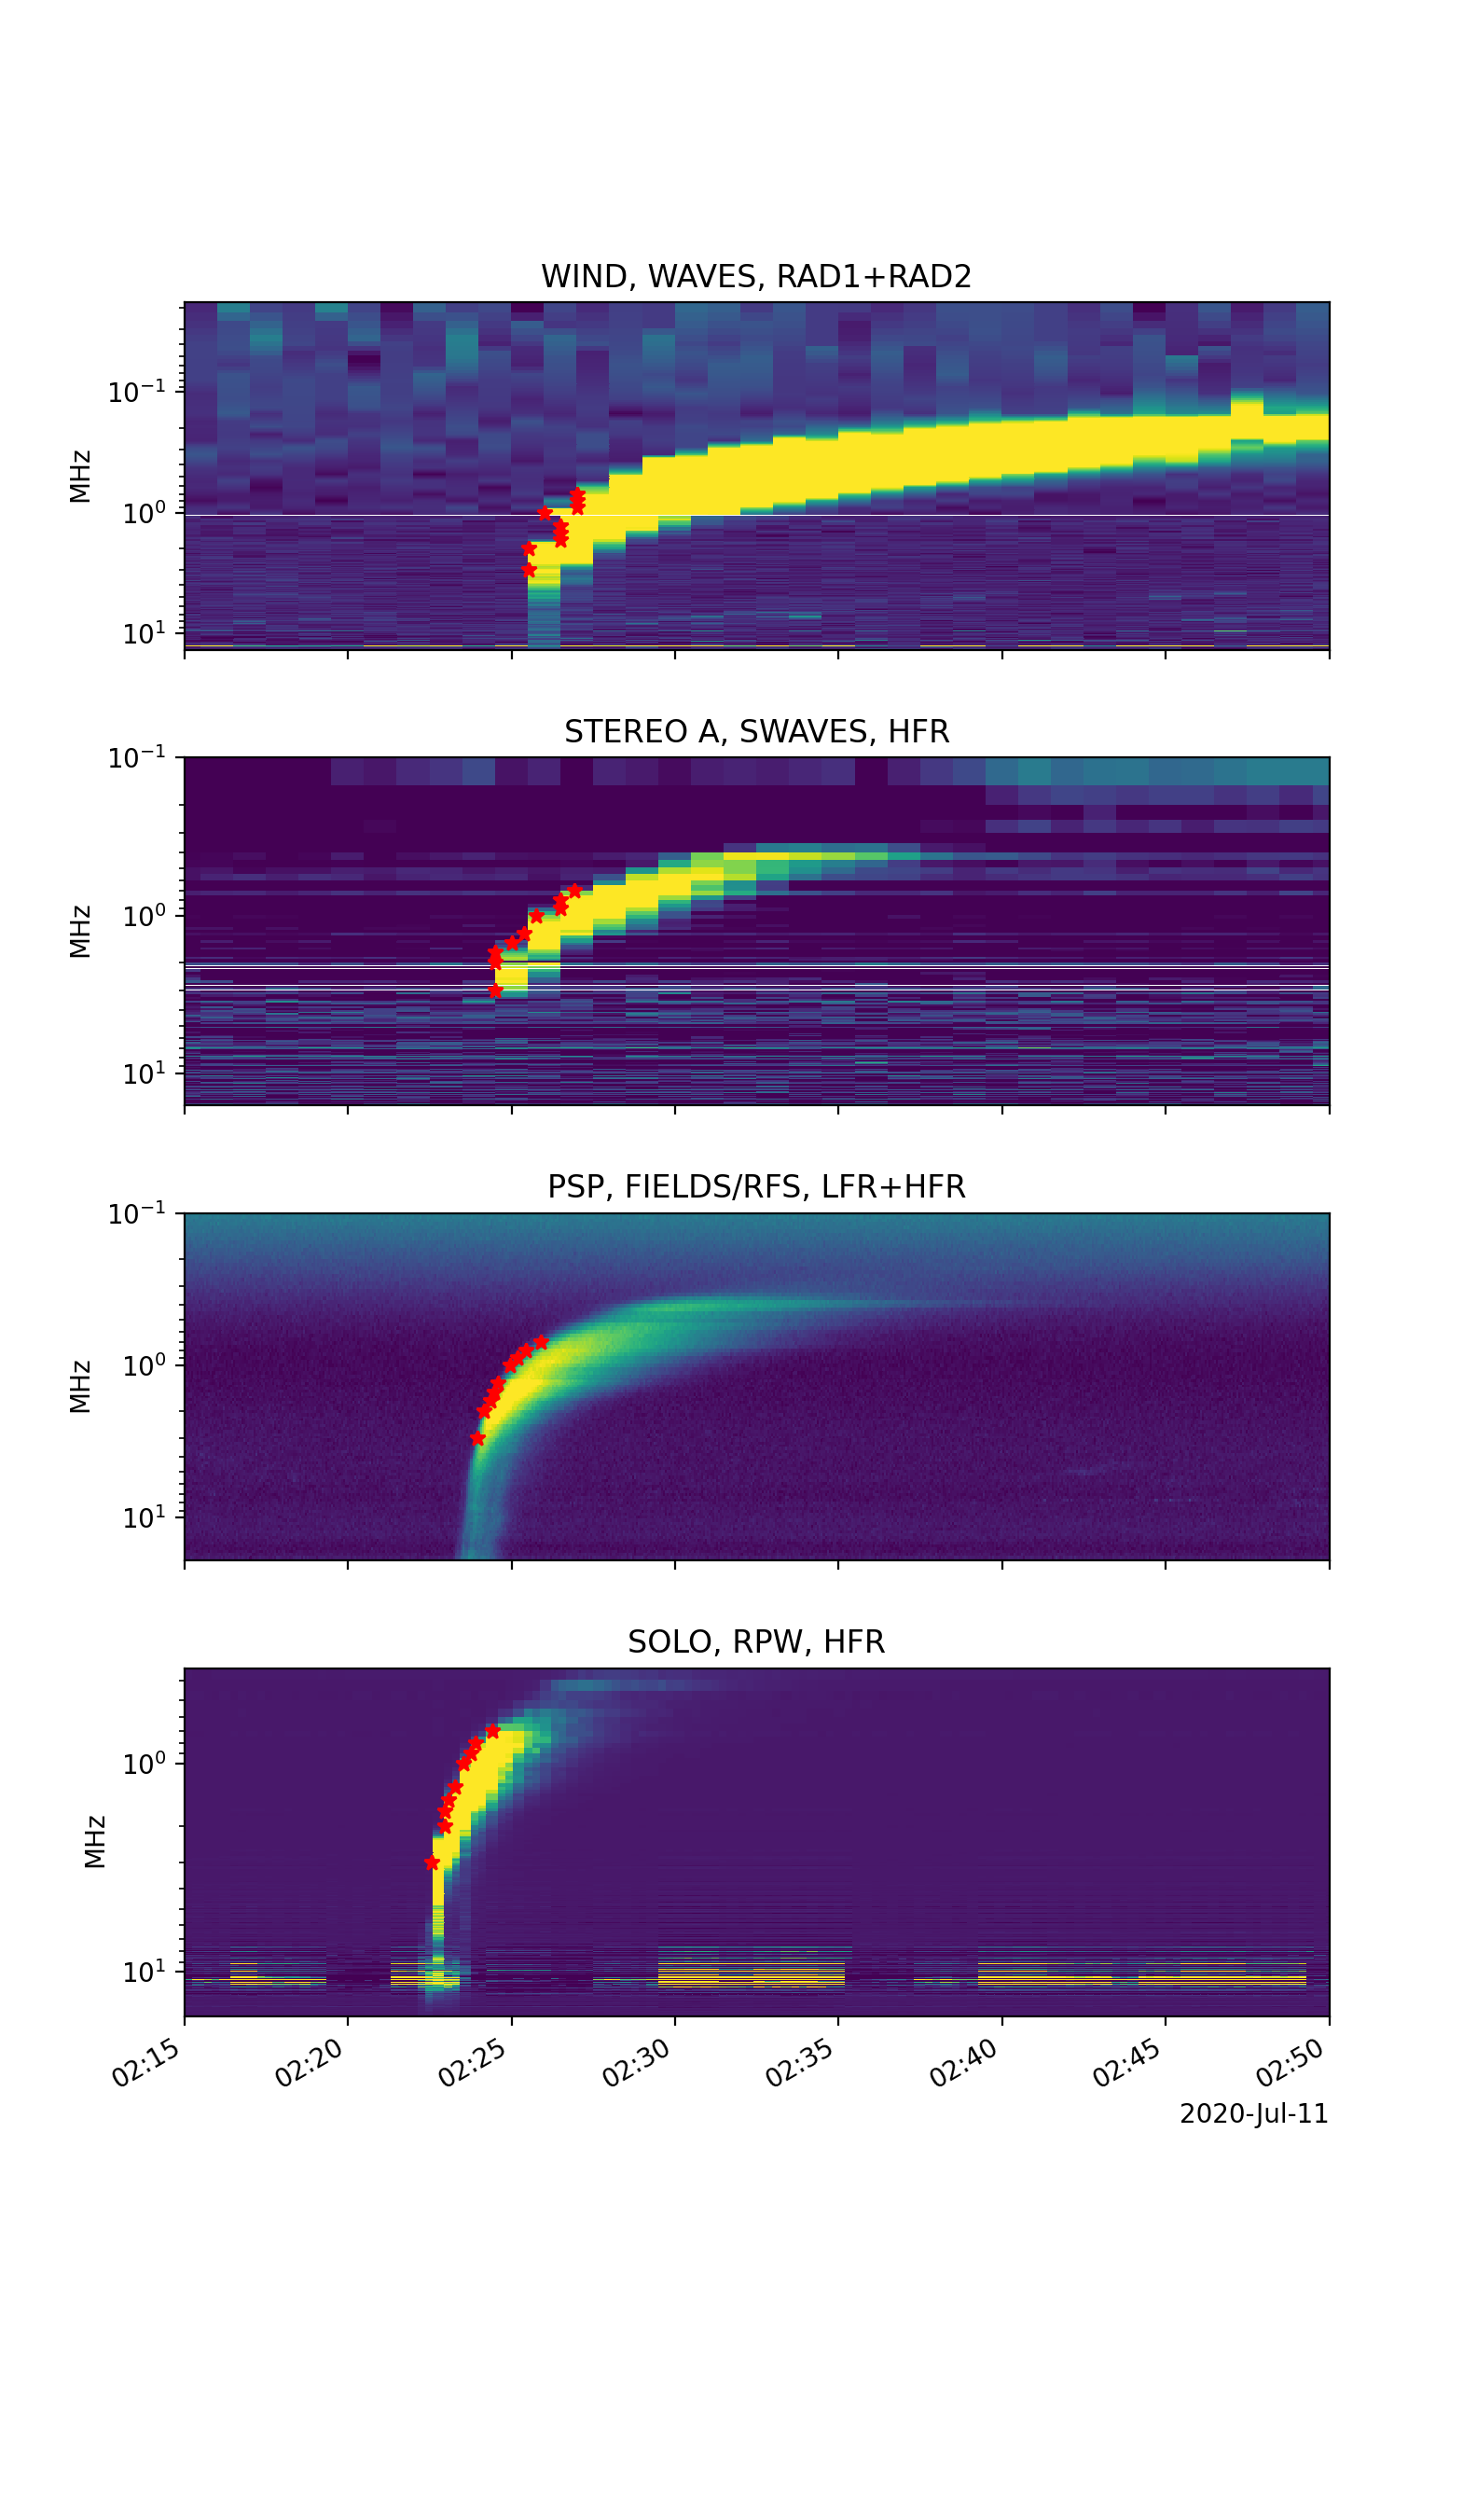 WIND, WAVES, RAD1+RAD2
10⁻¹
MHz
10⁰
10¹
STEREO A, SWAVES, HFR
10⁻¹
MHz
10⁰
10¹
PSP, FIELDS/RFS, LFR+HFR
10⁻¹
MHz
10⁰
10¹
SOLO, RPW, HFR
10⁰
MHz
10¹
02:15 02:20 02:25 02:30 02:35 02:40 02:45 02:50
2020-Jul-11